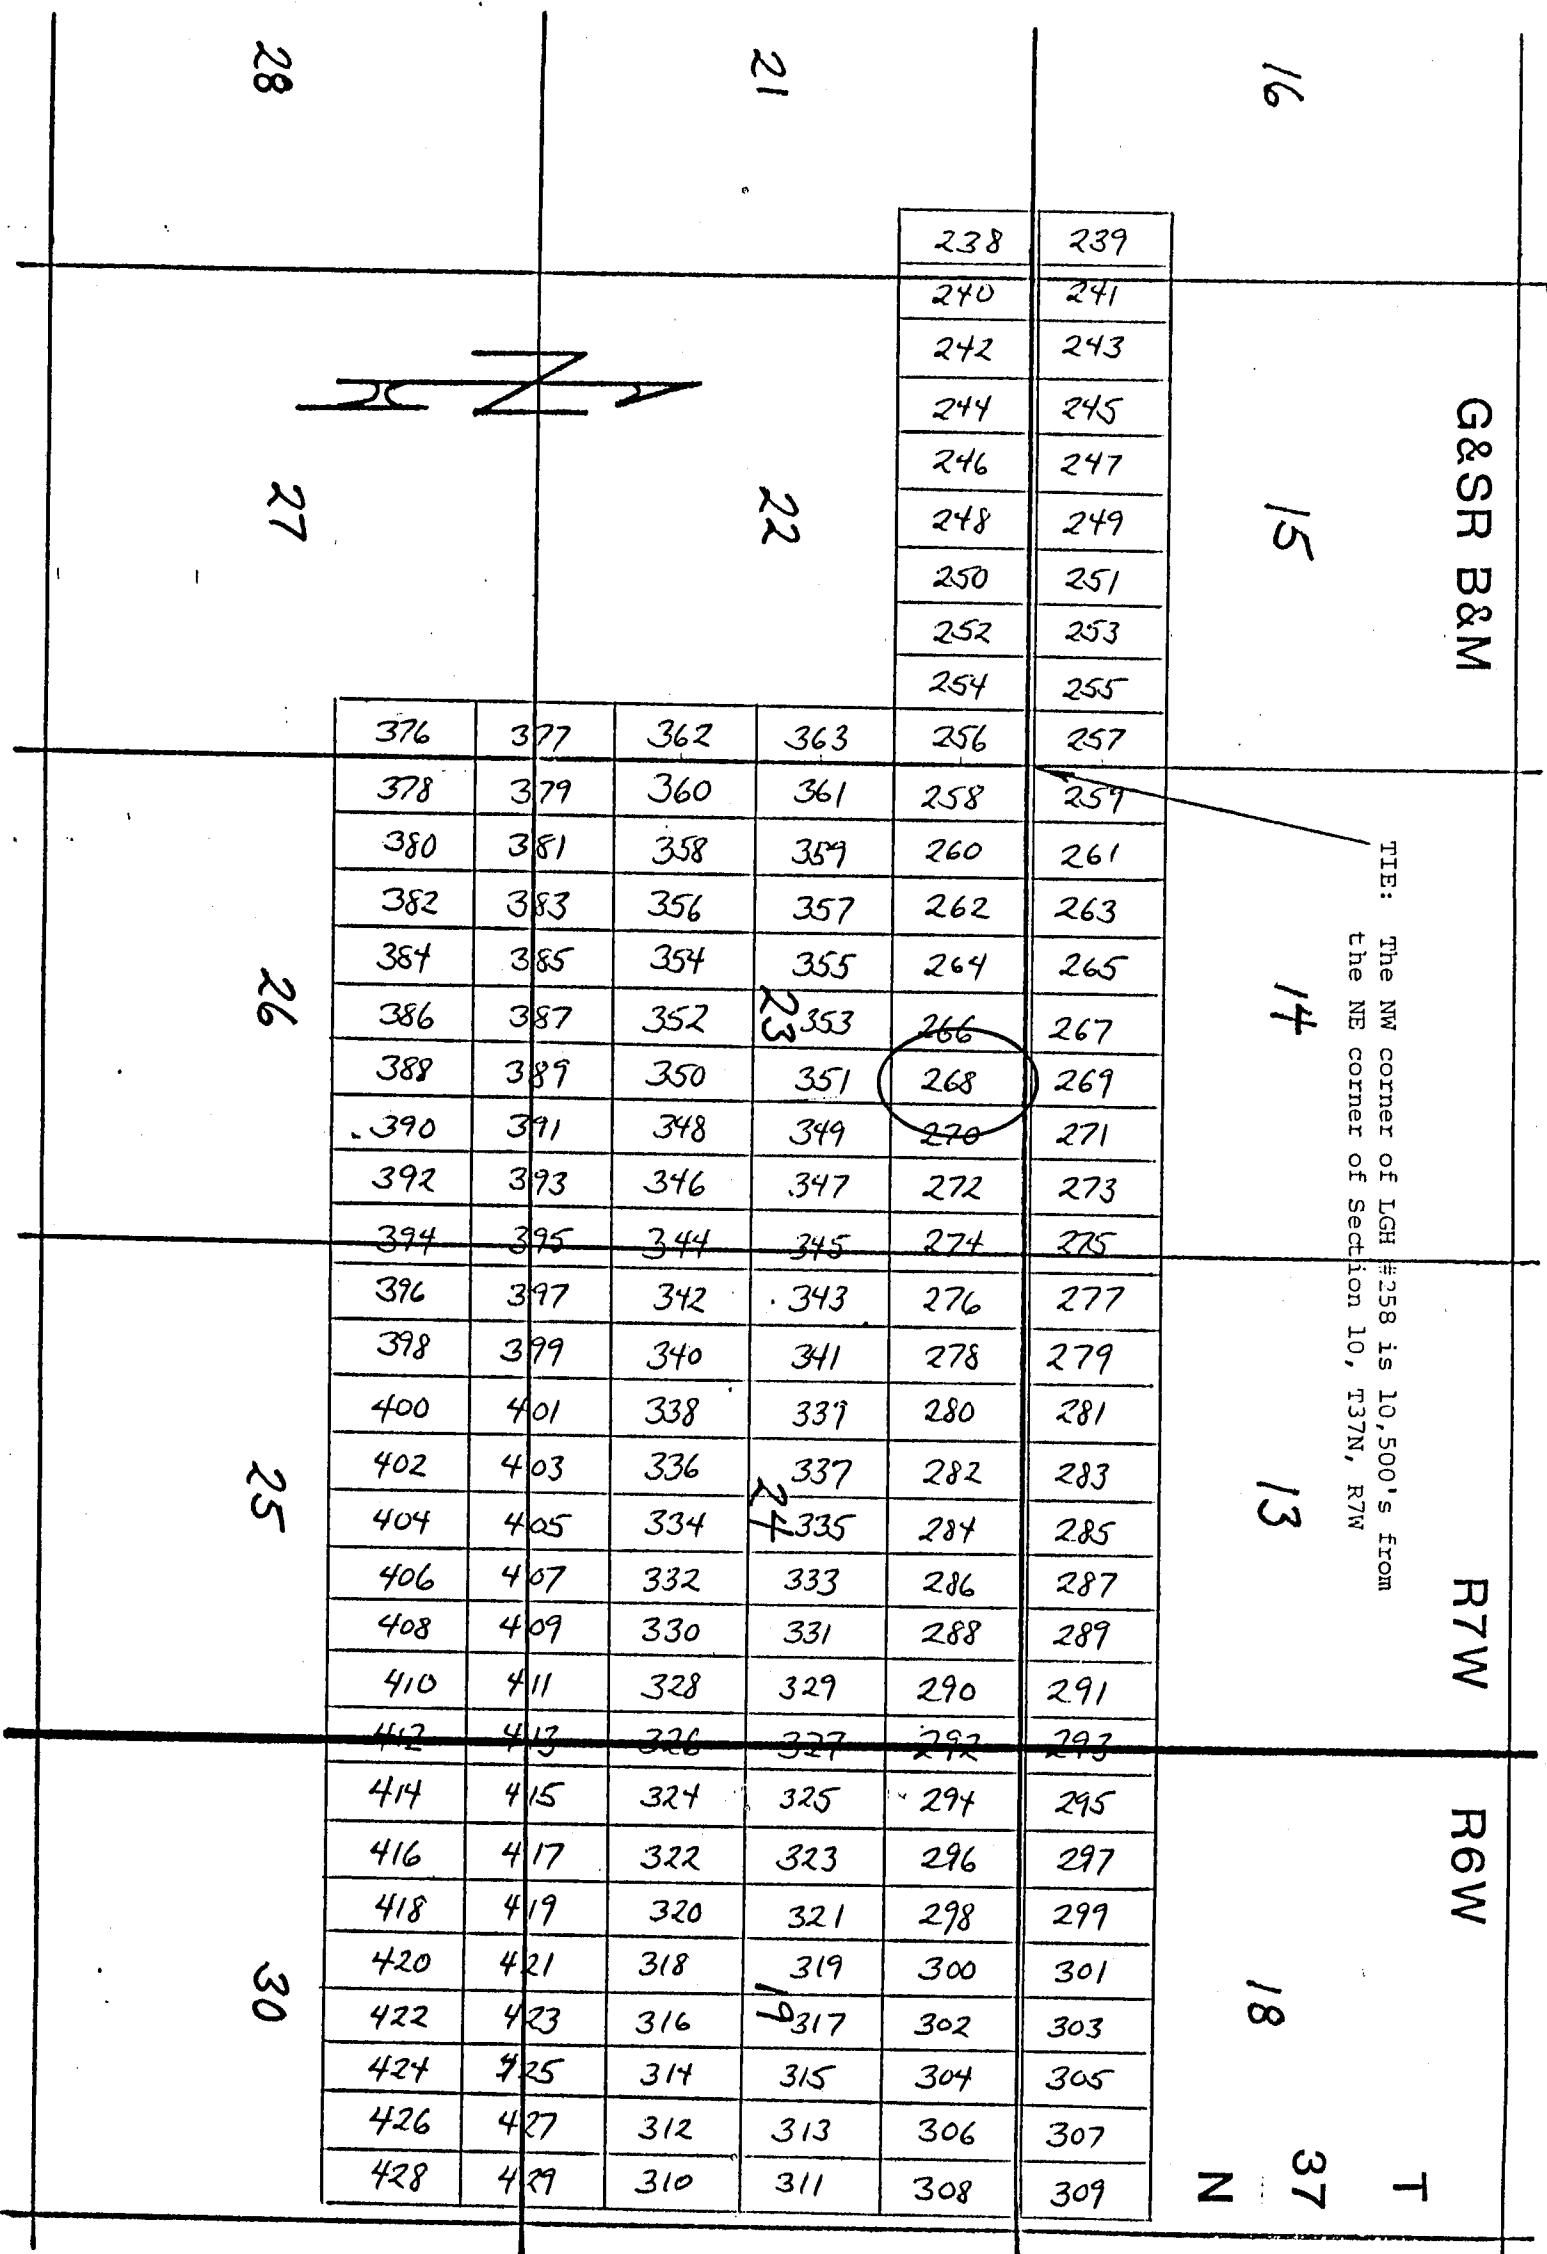 G&SR B&M
R7W R6W
T
37
N
TIE: The NW corner of LGH #258 is 10,500's from
the NE corner of Section 10, T37N, R7W
16 15 14 13 18
21 22 23 24 19
28 27 26 25 30
N
238 239
240 241
242 243
244 245
246 247
248 249
250 251
252 253
254 255
376 377 362 363 256 257
378 379 360 361 258 259
380 381 358 359 260 261
382 383 356 357 262 263
384 385 354 355 264 265
386 387 352 353 266 267
388 389 350 351 268 269
390 391 348 349 270 271
392 393 346 347 272 273
394 395 344 345 274 275
396 397 342 343 276 277
398 399 340 341 278 279
400 401 338 339 280 281
402 403 336 337 282 283
404 405 334 335 284 285
406 407 332 333 286 287
408 409 330 331 288 289
410 411 328 329 290 291
412 413 326 327 292 293
414 415 324 325 294 295
416 417 322 323 296 297
418 419 320 321 298 299
420 421 318 319 300 301
422 423 316 317 302 303
424 425 314 315 304 305
426 427 312 313 306 307
428 429 310 311 308 309